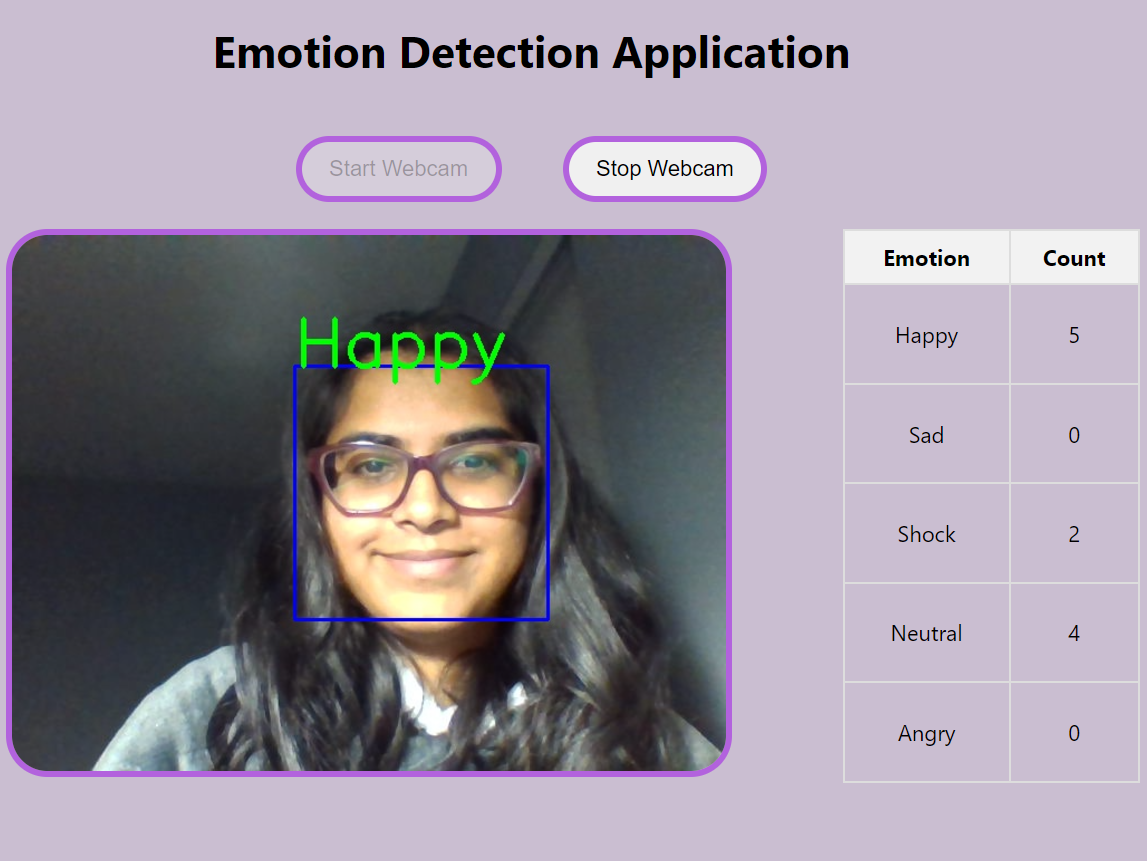 Emotion Detection Application
Start Webcam Stop Webcam
Happy
Emotion Count
Happy 5
Sad 0
Shock 2
Neutral 4
Angry 0